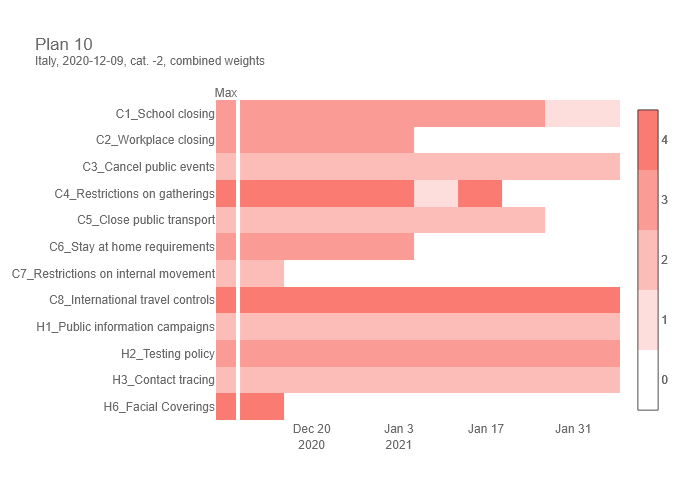 Plan 10
Italy, 2020-12-09, cat. -2, combined weights
Max
C1_School closing
C2_Workplace closing
C3_Cancel public events
C4_Restrictions on gatherings
C5_Close public transport
C6_Stay at home requirements
C7_Restrictions on internal movement
C8_International travel controls
H1_Public information campaigns
H2_Testing policy
H3_Contact tracing
H6_Facial Coverings
Dec 20 Jan 3 Jan 17 Jan 31
2020 2021
4
3
2
1
0